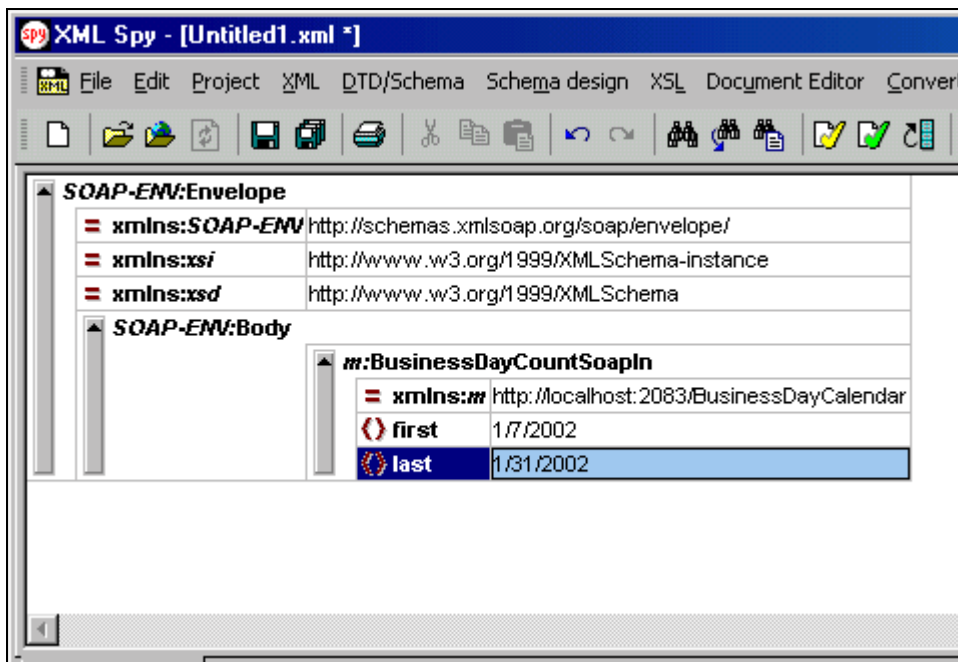 spy XML Spy - [Untitled1.xml *]
XML File Edit Project XML DTD/Schema Schema design XSL Document Editor Conver
SOAP-ENV:Envelope
= xmlns:SOAP-ENV http://schemas.xmlsoap.org/soap/envelope/
= xmlns:xsi http://www.w3.org/1999/XMLSchema-instance
= xmlns:xsd http://www.w3.org/1999/XMLSchema
SOAP-ENV:Body
m:BusinessDayCountSoapIn
= xmlns:m http://localhost:2083/BusinessDayCalendar
() first 1/7/2002
() last 1/31/2002